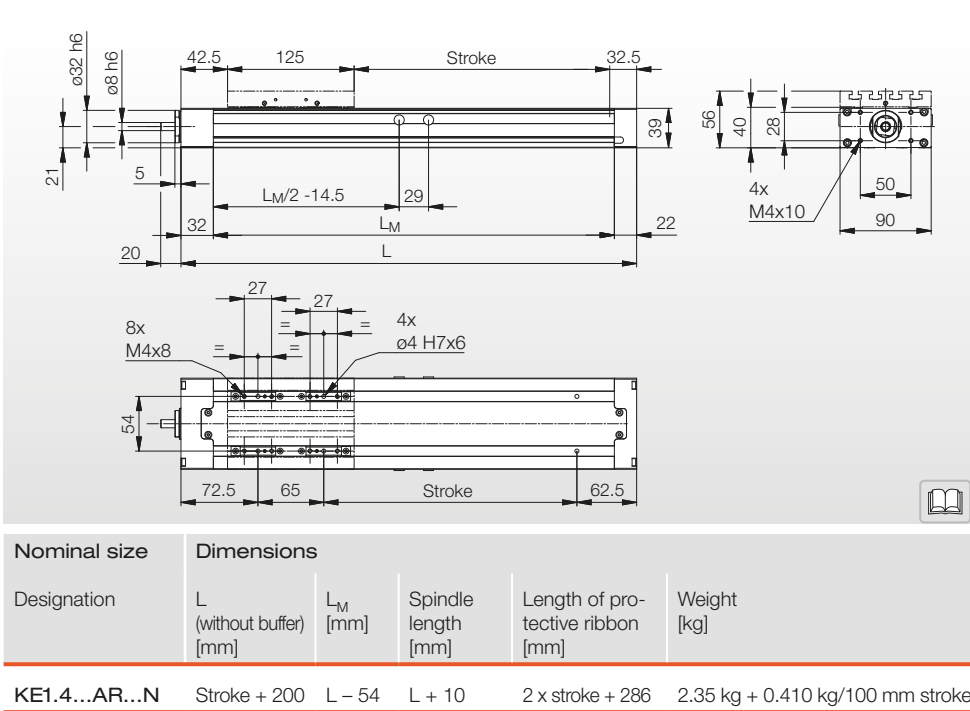 ø32 h6
ø8 h6
42.5
125
Stroke
32.5
39
21
5
L_M/2 -14.5
29
32
L_M
22
20
L
56
40
28
4x
M4x10
50
90
27
27
=
=
=
=
8x
M4x8
4x
ø4 H7x6
54
72.5
65
Stroke
62.5
Nominal size
Dimensions
Designation
L
(without buffer)
[mm]
L_M
[mm]
Spindle
length
[mm]
Length of pro-
tective ribbon
[mm]
Weight
[kg]
KE1.4...AR...N Stroke + 200 L – 54 L + 10 2 x stroke + 286 2.35 kg + 0.410 kg/100 mm stroke